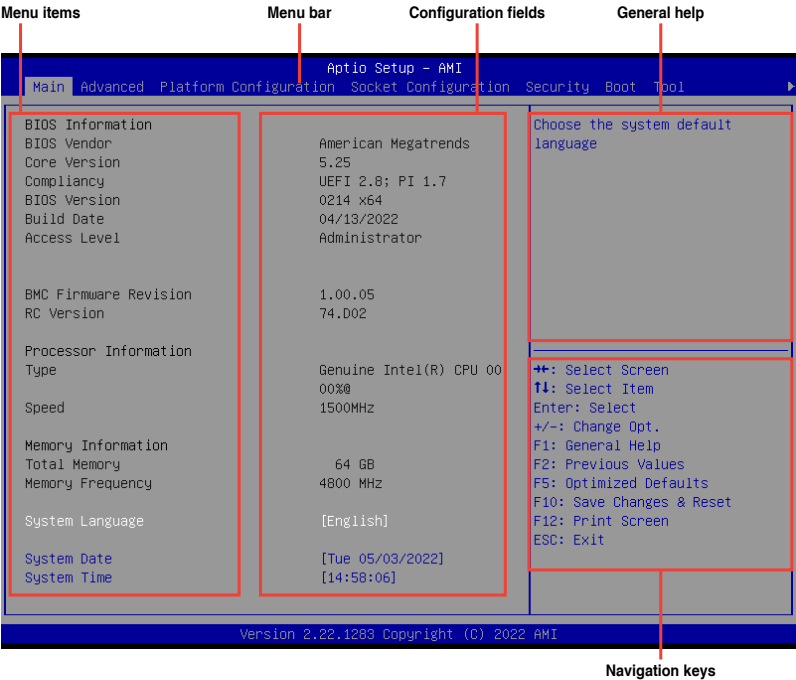 Menu items Menu bar Configuration fields General help
Aptio Setup – AMI
Main Advanced Platform Configuration Socket Configuration Security Boot Tool
BIOS Information
BIOS Vendor American Megatrends
Core Version 5.25
Compliancy UEFI 2.8; PI 1.7
BIOS Version 0214 x64
Build Date 04/13/2022
Access Level Administrator
BMC Firmware Revision 1.00.05
RC Version 74.D02
Processor Information
Type Genuine Intel(R) CPU 00
00%@
Speed 1500MHz
Memory Information
Total Memory 64 GB
Memory Frequency 4800 MHz
System Language [English]
System Date [Tue 05/03/2022]
System Time [14:58:06]
Choose the system default
language
→←: Select Screen
↑↓: Select Item
Enter: Select
+/-: Change Opt.
F1: General Help
F2: Previous Values
F5: Optimized Defaults
F10: Save Changes & Reset
F12: Print Screen
ESC: Exit
Version 2.22.1283 Copyright (C) 2022 AMI
Navigation keys